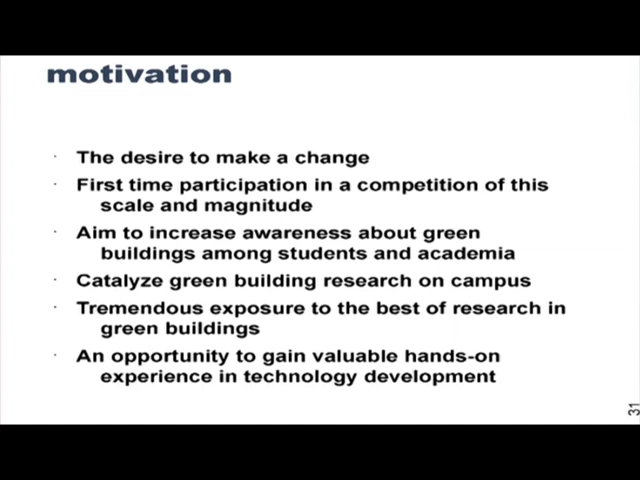 motivation
· The desire to make a change
· First time participation in a competition of this
scale and magnitude
· Aim to increase awareness about green
buildings among students and academia
· Catalyze green building research on campus
· Tremendous exposure to the best of research in
green buildings
· An opportunity to gain valuable hands-on
experience in technology development
31